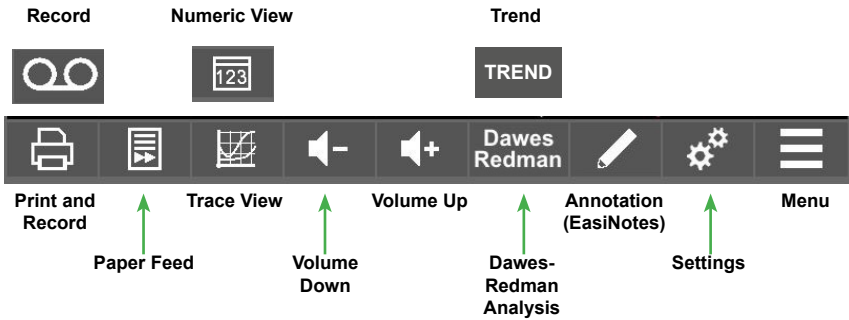 Record
Numeric View
Trend
123
TREND
Dawes
Redman
Print and
Record
Trace View
Volume Up
Annotation
(EasiNotes)
Menu
Paper Feed
Volume
Down
Dawes-
Redman
Analysis
Settings